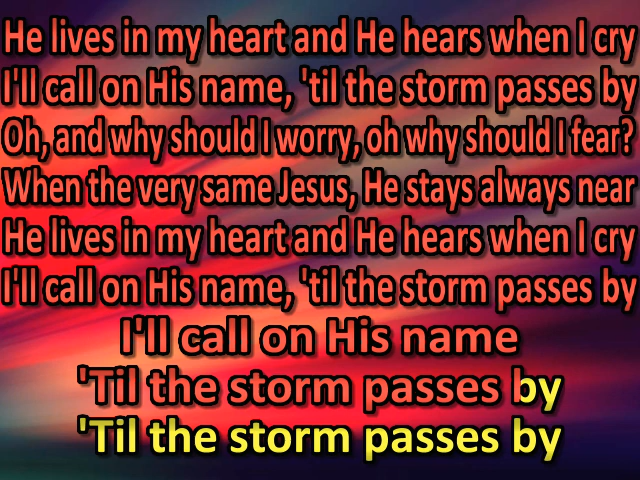 He lives in my heart and He hears when I cry
I'll call on His name, 'til the storm passes by
Oh, and why should I worry, oh why should I fear?
When the very same Jesus, He stays always near
He lives in my heart and He hears when I cry
I'll call on His name, 'til the storm passes by
I'll call on His name
'Til the storm passes by
'Til the storm passes by